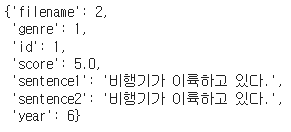 {'filename': 2,
 'genre': 1,
 'id': 1,
 'score': 5.0,
 'sentence1': '비행기가 이륙하고 있다.',
 'sentence2': '비행기가 이륙하고 있다.',
 'year': 6}